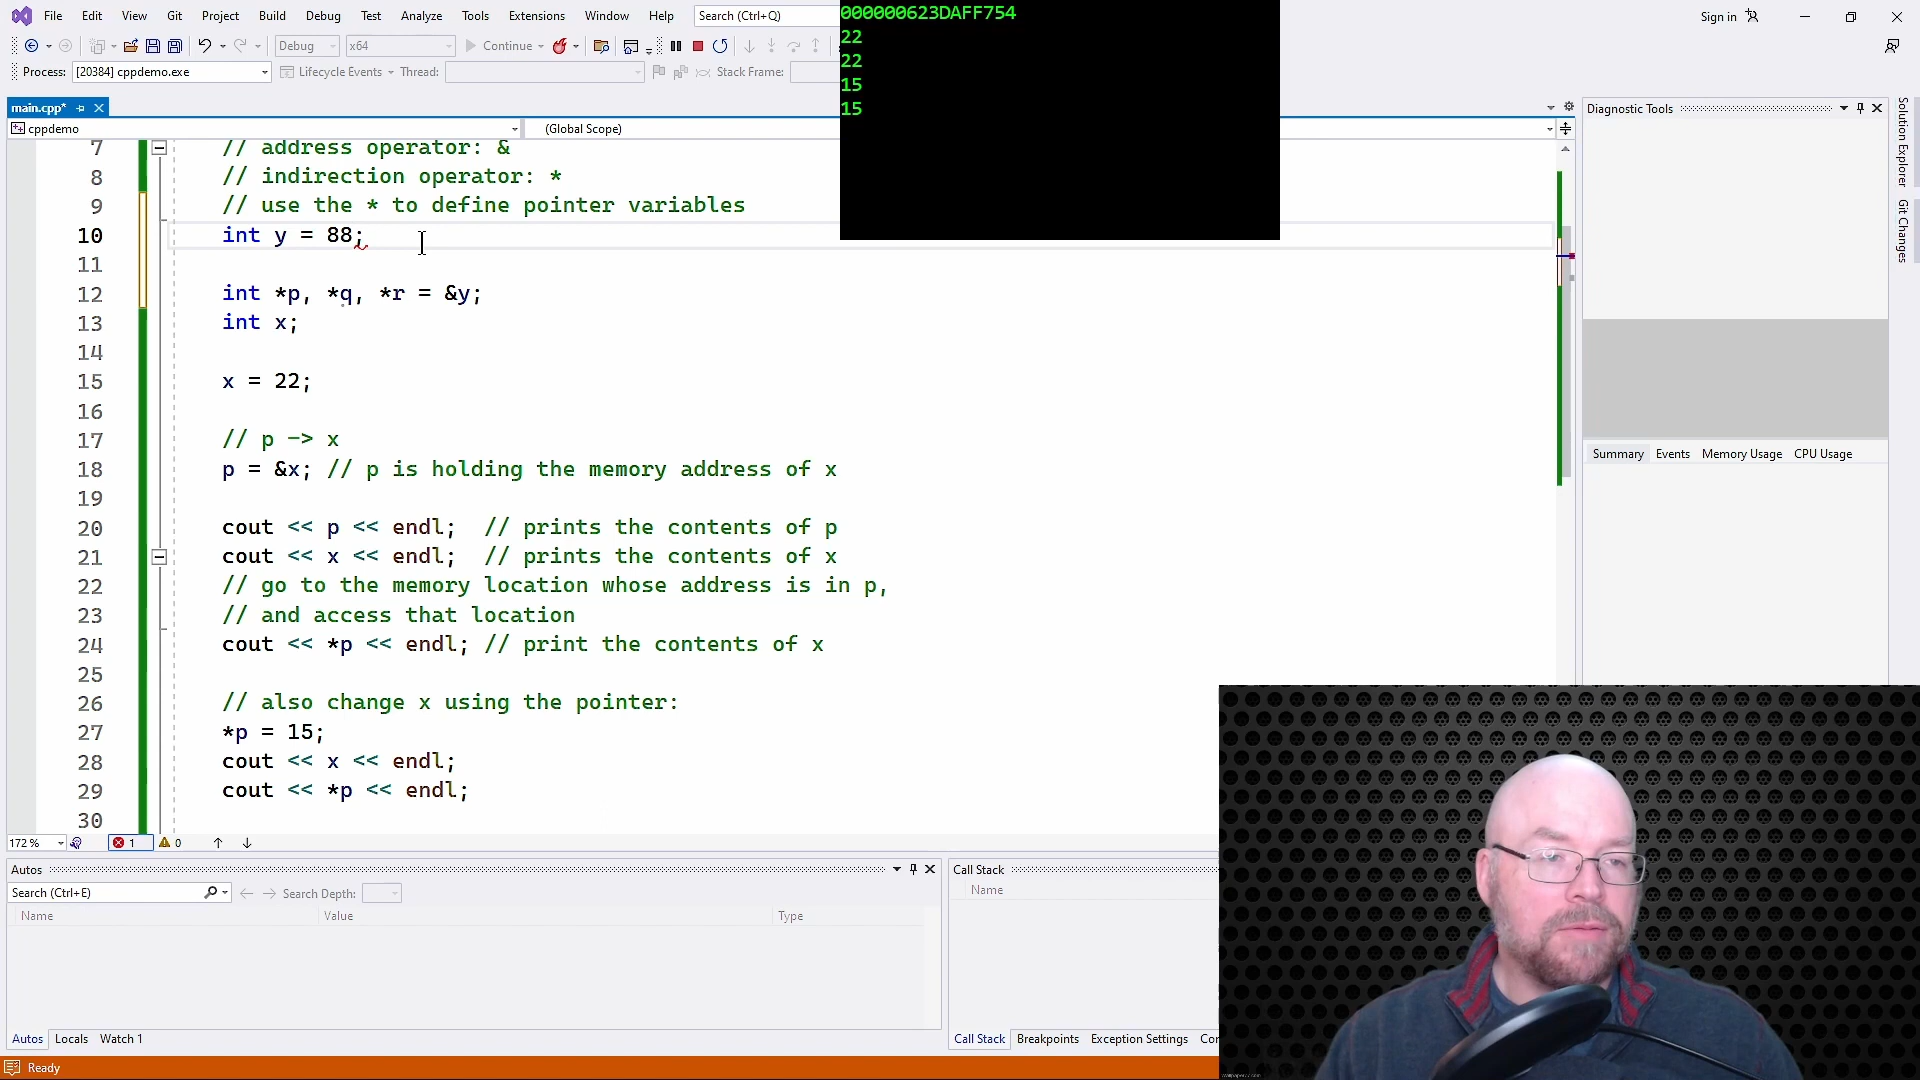 File Edit View Git Project Build Debug Test Analyze Tools Extensions Window Help Search (Ctrl+Q) Sign in
Debug x64 Continue
Process: [20384] cppdemo.exe Lifecycle Events Thread: Stack Frame:
000000623DAFF754
22
22
15
15
main.cpp*
cppdemo (Global Scope)
7 // address operator: &
8 // indirection operator: *
9 // use the * to define pointer variables
10 int y = 88;
11
12 int *p, *q, *r = &y;
13 int x;
14
15 x = 22;
16
17 // p -> x
18 p = &x; // p is holding the memory address of x
19
20 cout << p << endl; // prints the contents of p
21 cout << x << endl; // prints the contents of x
22 // go to the memory location whose address is in p,
23 // and access that location
24 cout << *p << endl; // print the contents of x
25
26 // also change x using the pointer:
27 *p = 15;
28 cout << x << endl;
29 cout << *p << endl;
30
172 % 1 0
Diagnostic Tools
Summary Events Memory Usage CPU Usage
Solution Explorer
Git Changes
Autos
Search (Ctrl+E) Search Depth:
Name Value Type
Autos Locals Watch 1
Call Stack
Name
Call Stack Breakpoints Exception Settings Co
Ready